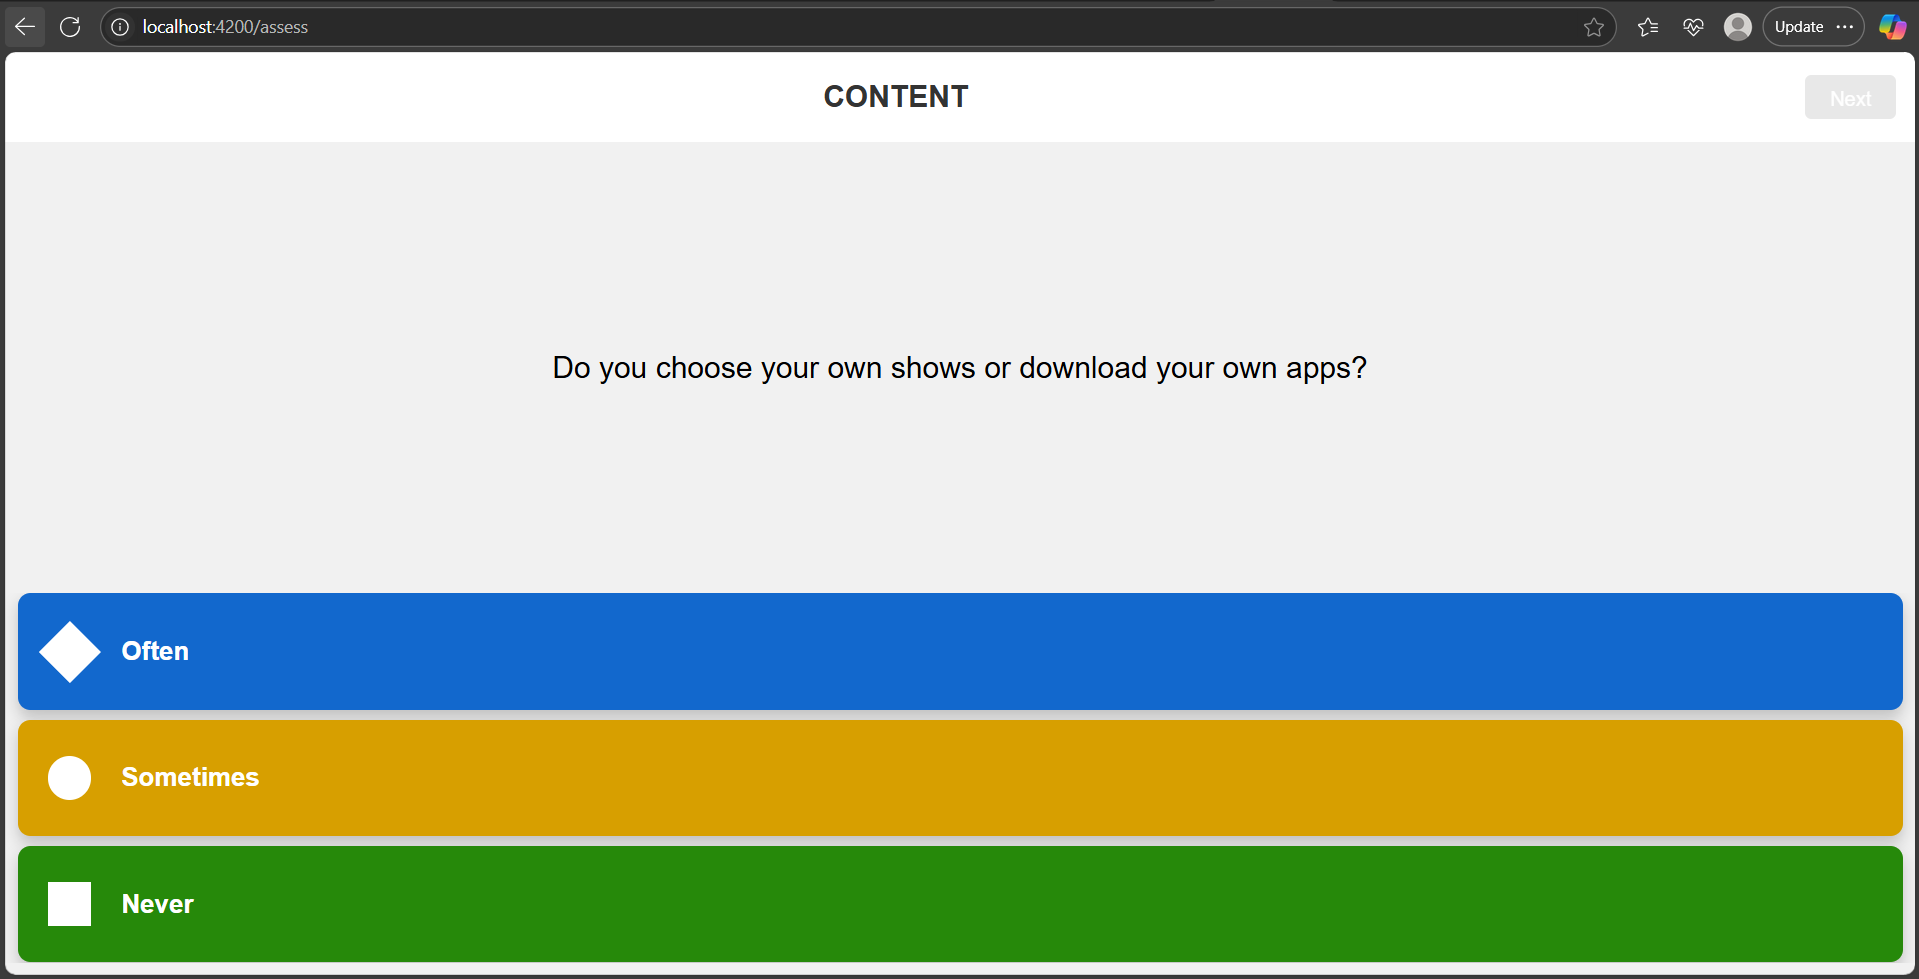 localhost:4200/assess
Update
CONTENT
Next
Do you choose your own shows or download your own apps?
Often
Sometimes
Never